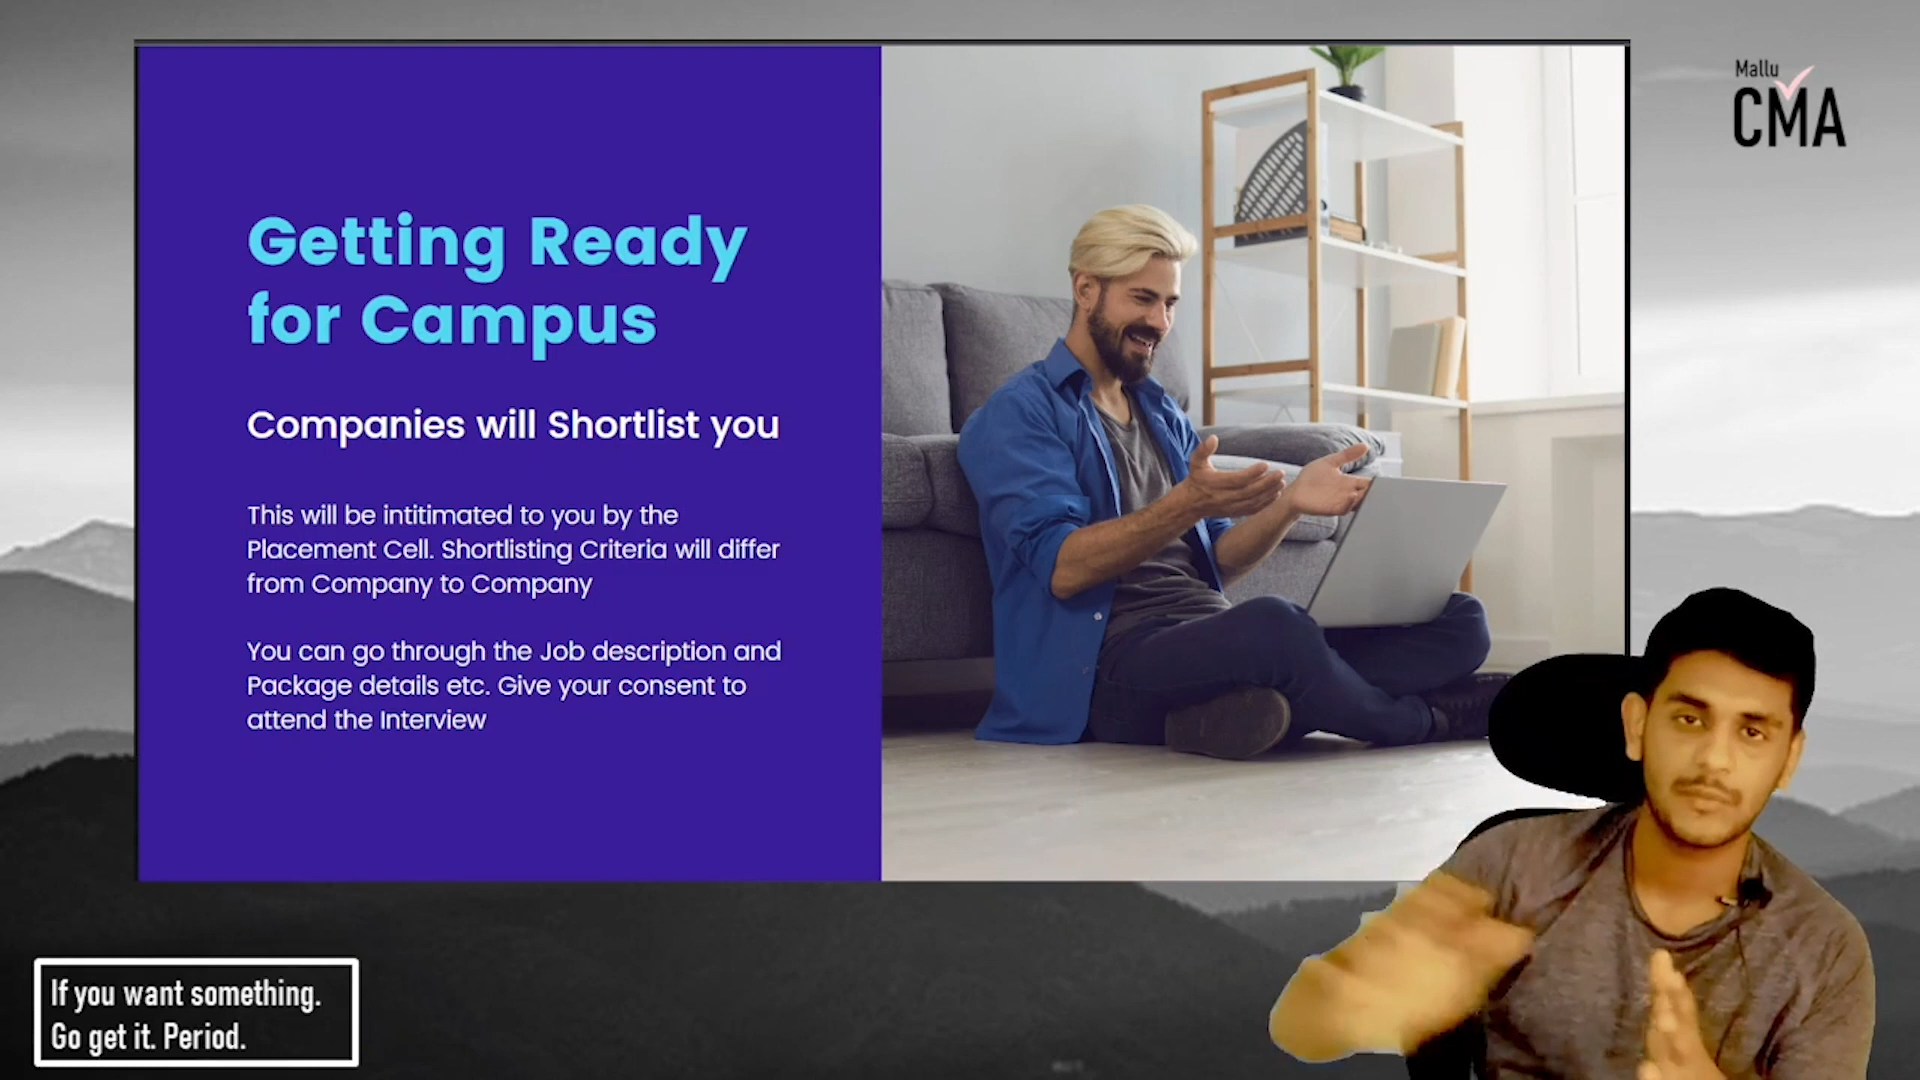 Getting Ready
for Campus
Companies will Shortlist you
This will be intitimated to you by the
Placement Cell. Shortlisting Criteria will differ
from Company to Company
You can go through the Job description and
Package details etc. Give your consent to
attend the Interview
Mallu
CMA
If you want something.
Go get it. Period.